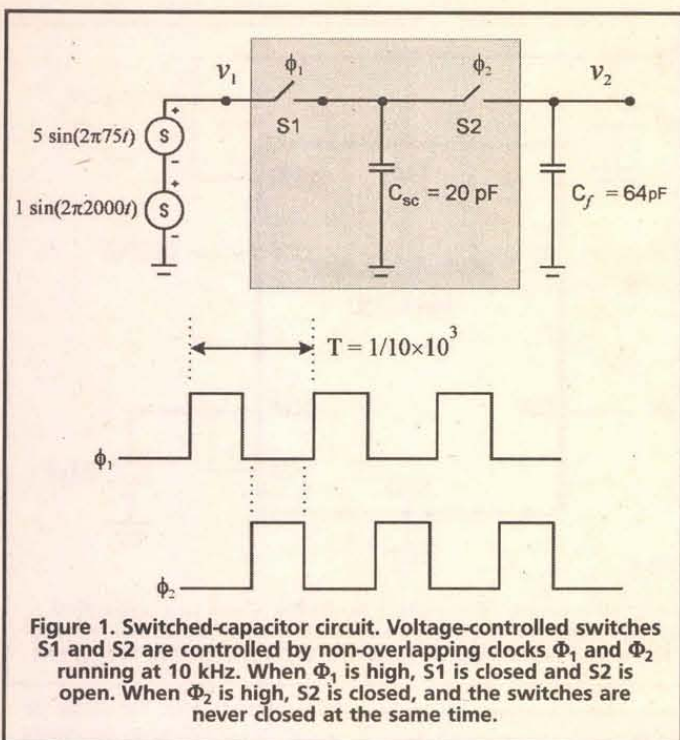 v₁
ϕ₁
ϕ₂
v₂
S1
S2
5 sin(2π75t)
+
S
-
1 sin(2π2000t)
+
S
-
C_sc = 20 pF
C_f = 64pF
T = 1/10×10³
ϕ₁
ϕ₂
Figure 1. Switched-capacitor circuit. Voltage-controlled switches
S1 and S2 are controlled by non-overlapping clocks Φ₁ and Φ₂
running at 10 kHz. When Φ₁ is high, S1 is closed and S2 is
open. When Φ₂ is high, S2 is closed, and the switches are
never closed at the same time.